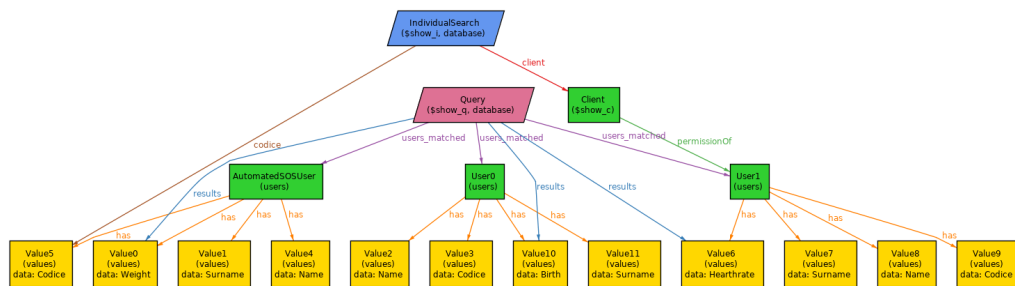 IndividualSearch
($show_i, database)
client
Query
($show_q, database)
Client
($show_c)
codice
users_matched
users_matched
users_matched
permissionOf
AutomatedSOSUser
(users)
User0
(users)
User1
(users)
results
results
results
has
has
has
has
has
has
has
has
has
has
has
has
Value5
(values)
data: Codice
Value0
(values)
data: Weight
Value1
(values)
data: Surname
Value4
(values)
data: Name
Value2
(values)
data: Name
Value3
(values)
data: Codice
Value10
(values)
data: Birth
Value11
(values)
data: Surname
Value6
(values)
data: Hearthrate
Value7
(values)
data: Surname
Value8
(values)
data: Name
Value9
(values)
data: Codice